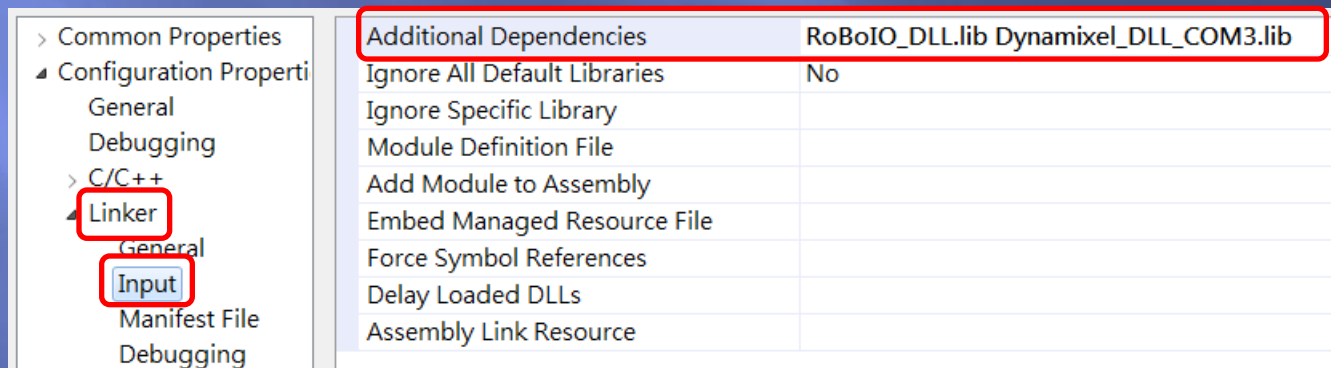 Common Properties
Configuration Properti
General
Debugging
C/C++
Linker
General
Input
Manifest File
Debugging
Additional Dependencies RoBoIO_DLL.lib Dynamixel_DLL_COM3.lib
Ignore All Default Libraries No
Ignore Specific Library
Module Definition File
Add Module to Assembly
Embed Managed Resource File
Force Symbol References
Delay Loaded DLLs
Assembly Link Resource